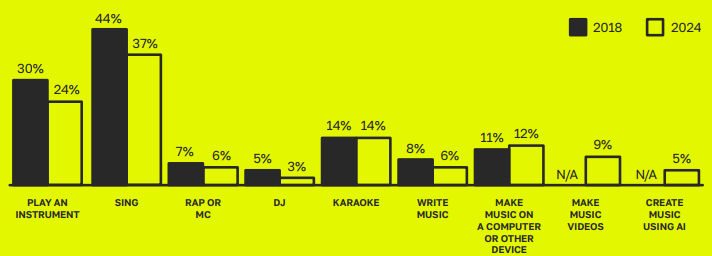 44%
2018 2024
37%
30%
24%
14% 14%
11% 12%
7% 6%
8% 6%
9%
5% 3%
N/A
N/A 5%
PLAY AN
INSTRUMENT
SING
RAP OR
MC
DJ
KARAOKE
WRITE
MUSIC
MAKE
MUSIC ON
A COMPUTER
OR OTHER
DEVICE
MAKE
MUSIC
VIDEOS
CREATE
MUSIC
USING AI